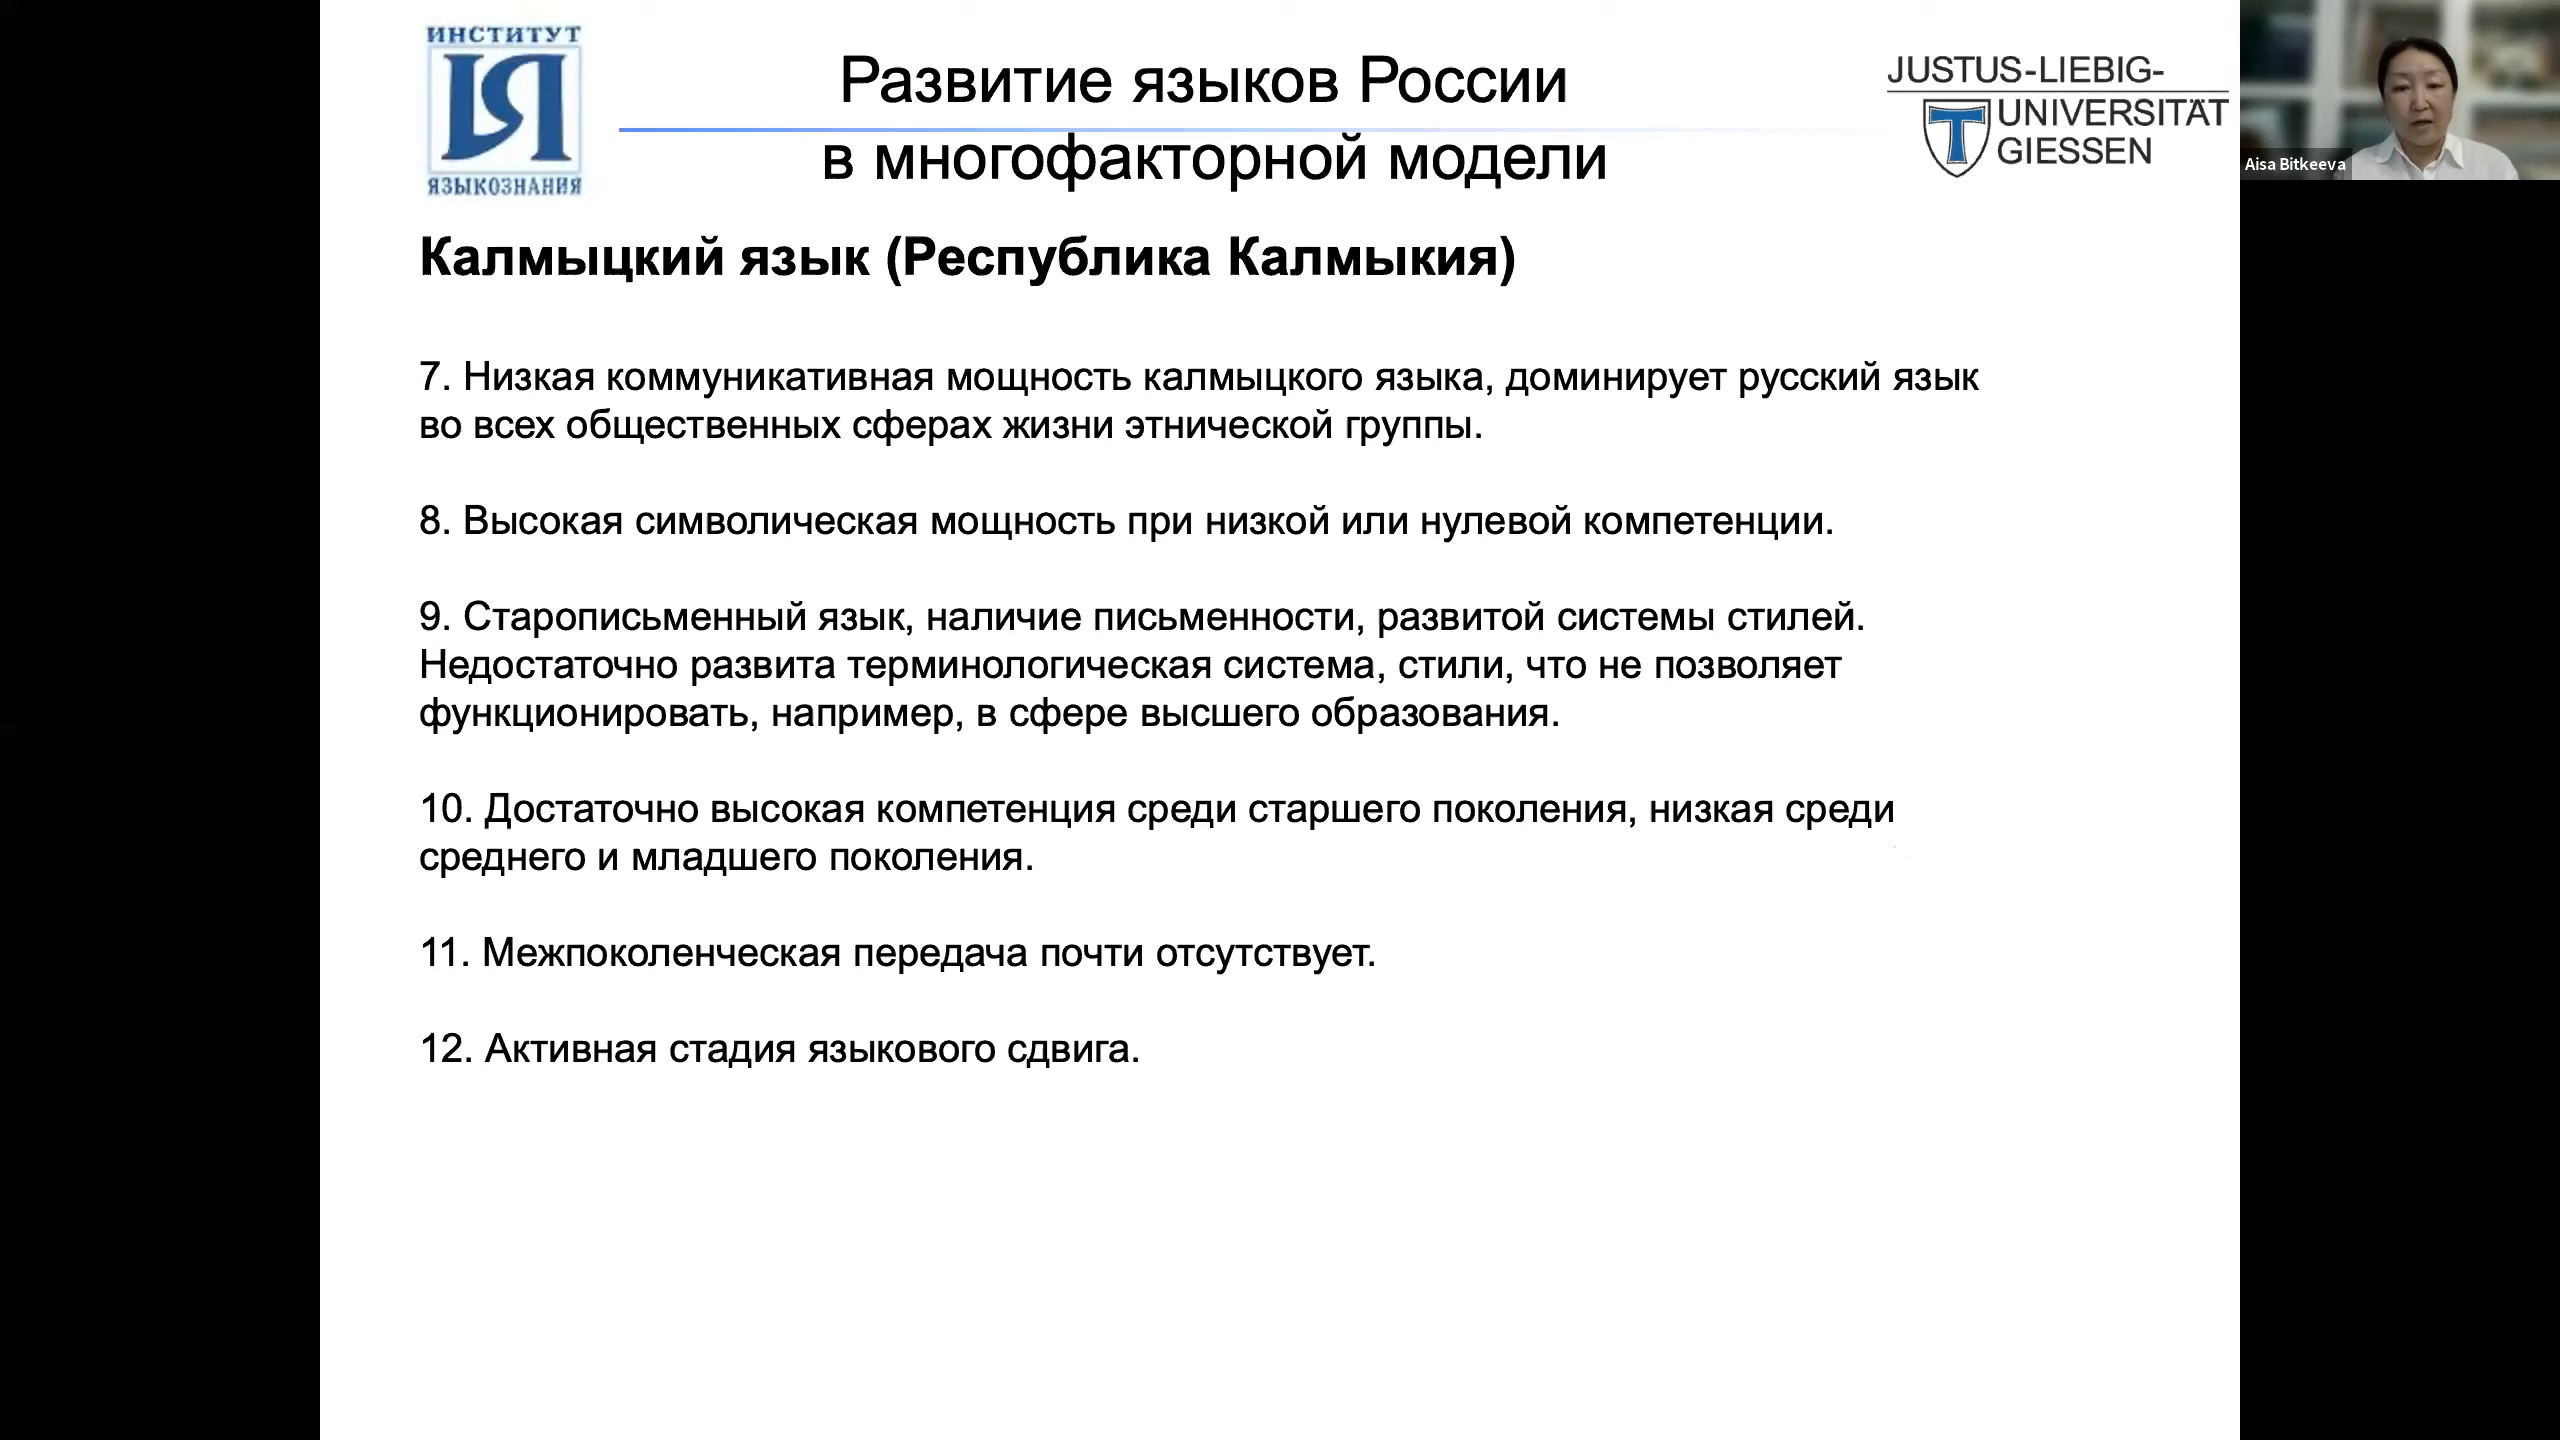 ИНСТИТУТ
ЯЗЫКОЗНАНИЯ
Развитие языков России
в многофакторной модели
JUSTUS-LIEBIG-
UNIVERSITÄT
GIESSEN
Aisa Bitkeeva
Калмыцкий язык (Республика Калмыкия)
7. Низкая коммуникативная мощность калмыцкого языка, доминирует русский язык
во всех общественных сферах жизни этнической группы.
8. Высокая символическая мощность при низкой или нулевой компетенции.
9. Старописьменный язык, наличие письменности, развитой системы стилей.
Недостаточно развита терминологическая система, стили, что не позволяет
функционировать, например, в сфере высшего образования.
10. Достаточно высокая компетенция среди старшего поколения, низкая среди
среднего и младшего поколения.
11. Межпоколенческая передача почти отсутствует.
12. Активная стадия языкового сдвига.